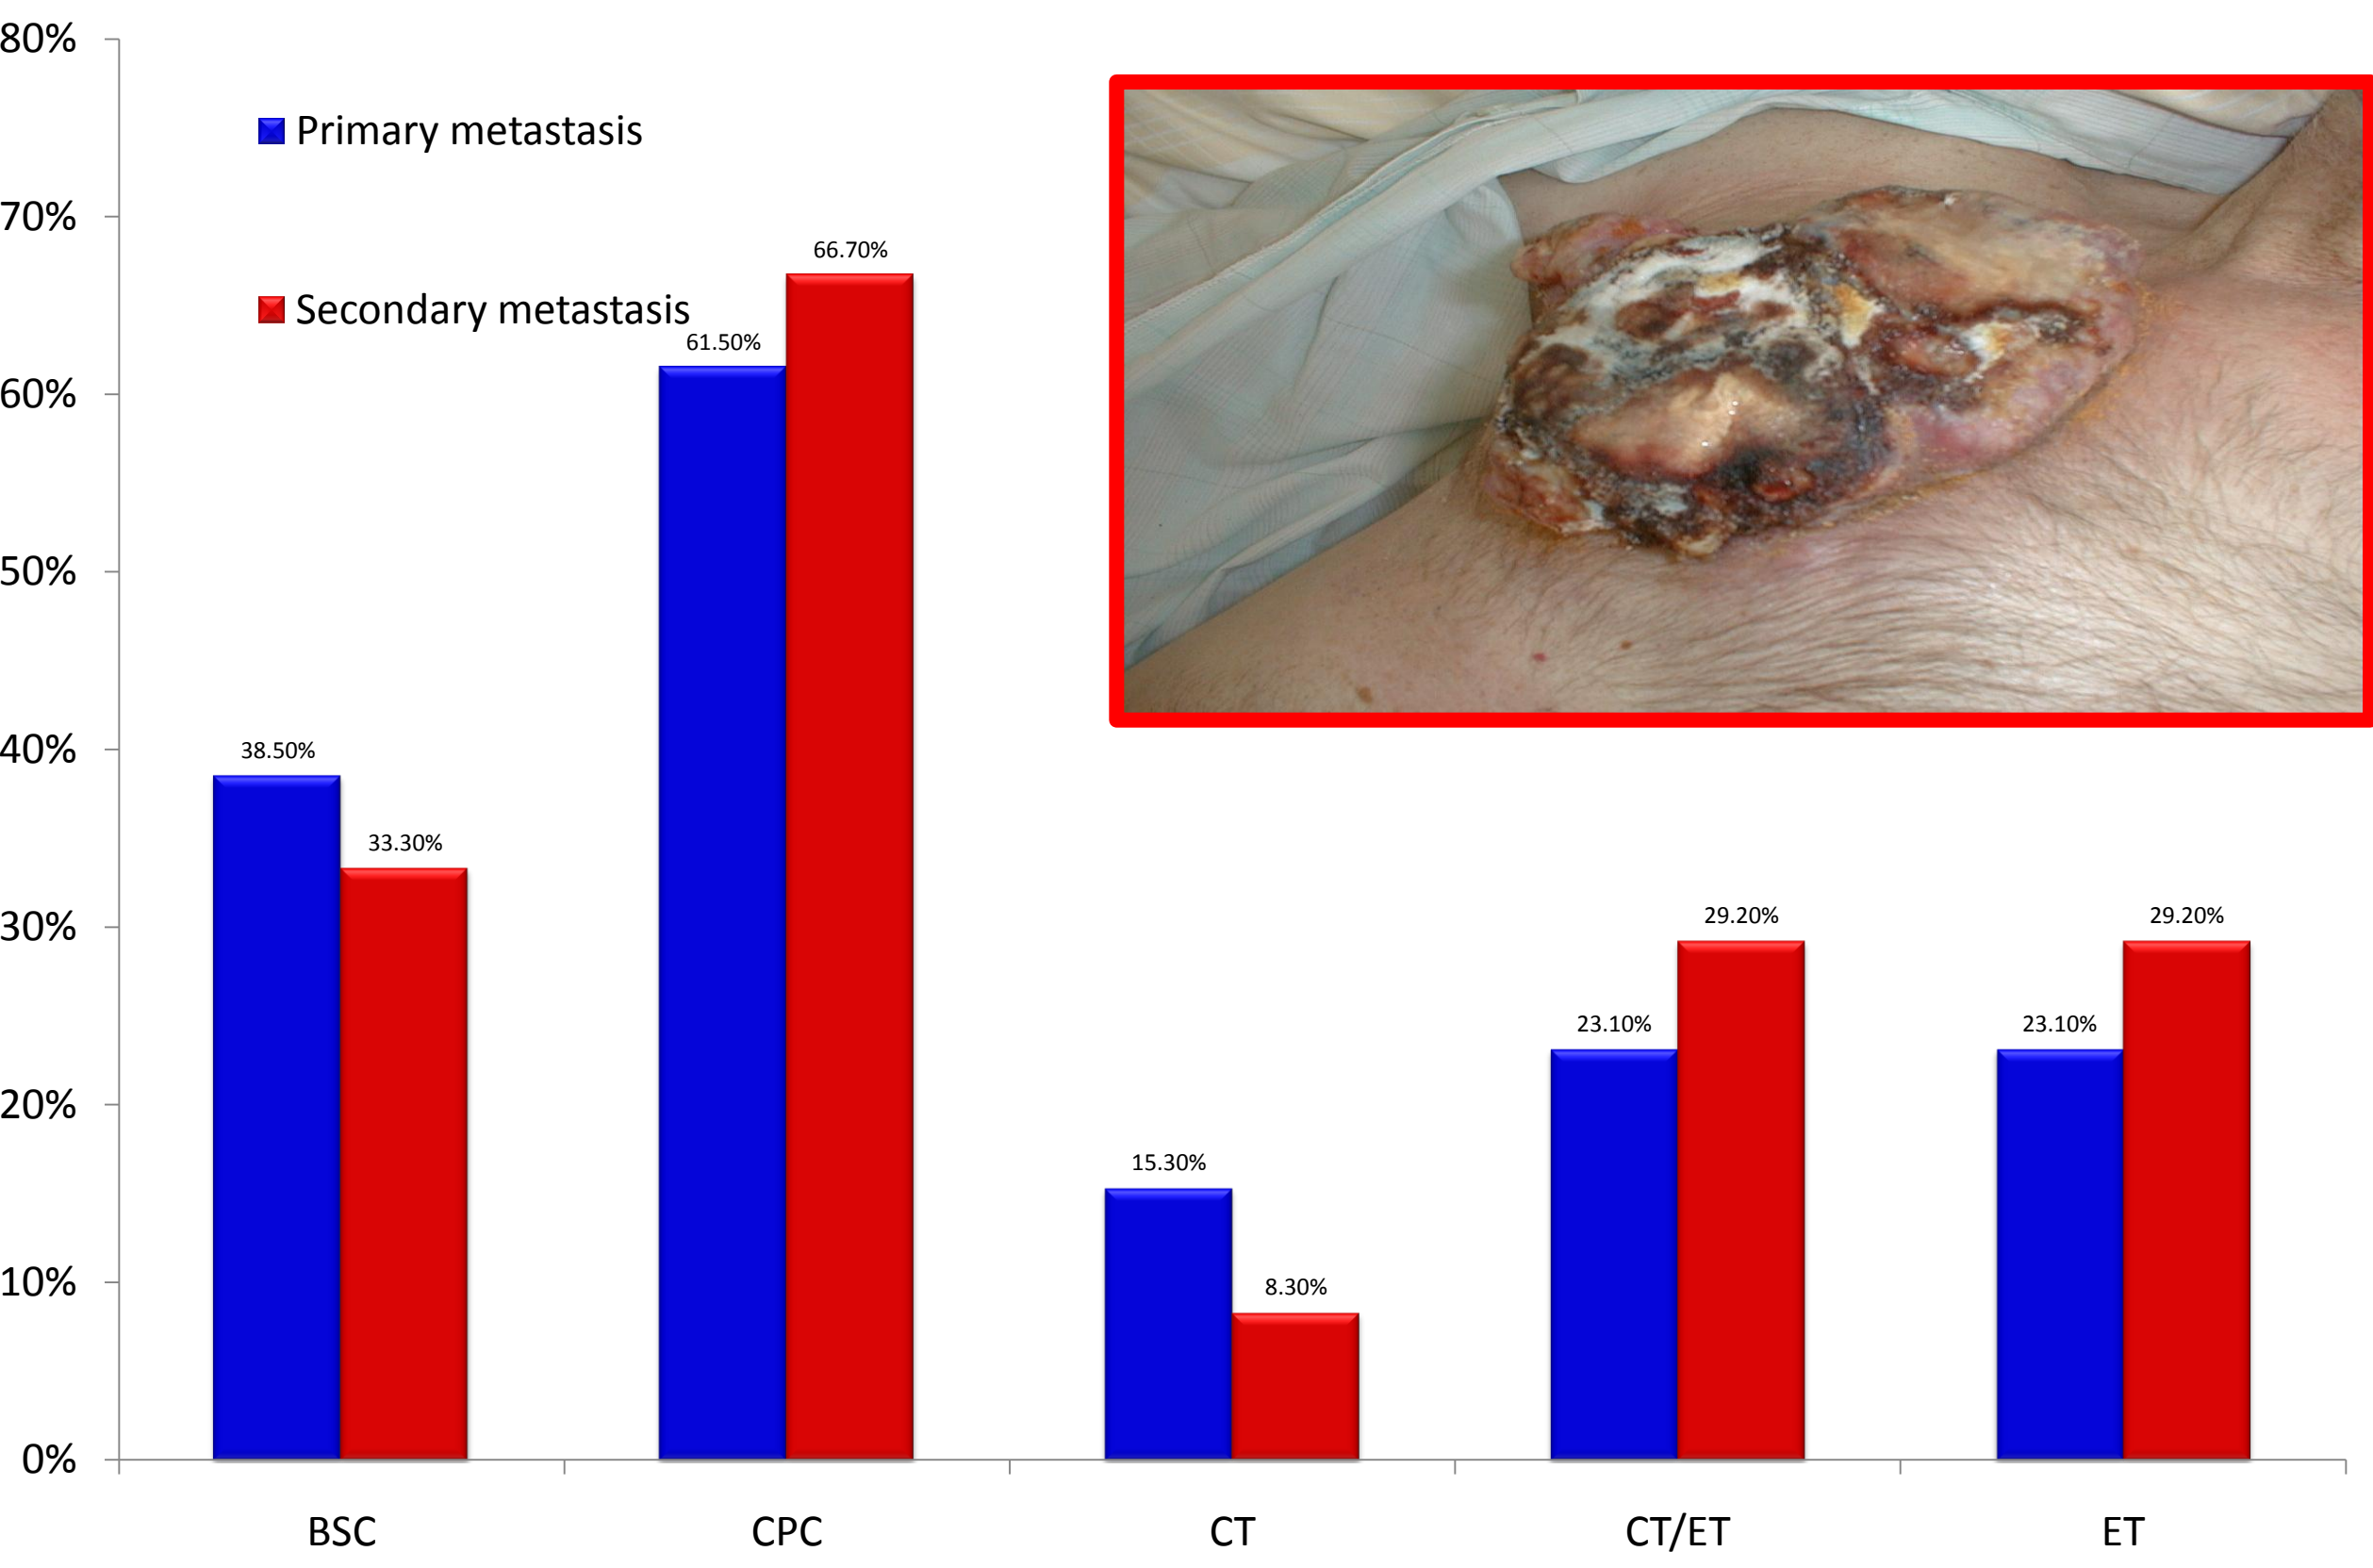 80%
70%
60%
50%
40%
30%
20%
10%
0%
Primary metastasis
Secondary metastasis
38.50%
33.30%
61.50%
66.70%
15.30%
8.30%
23.10%
29.20%
23.10%
29.20%
BSC
CPC
CT
CT/ET
ET